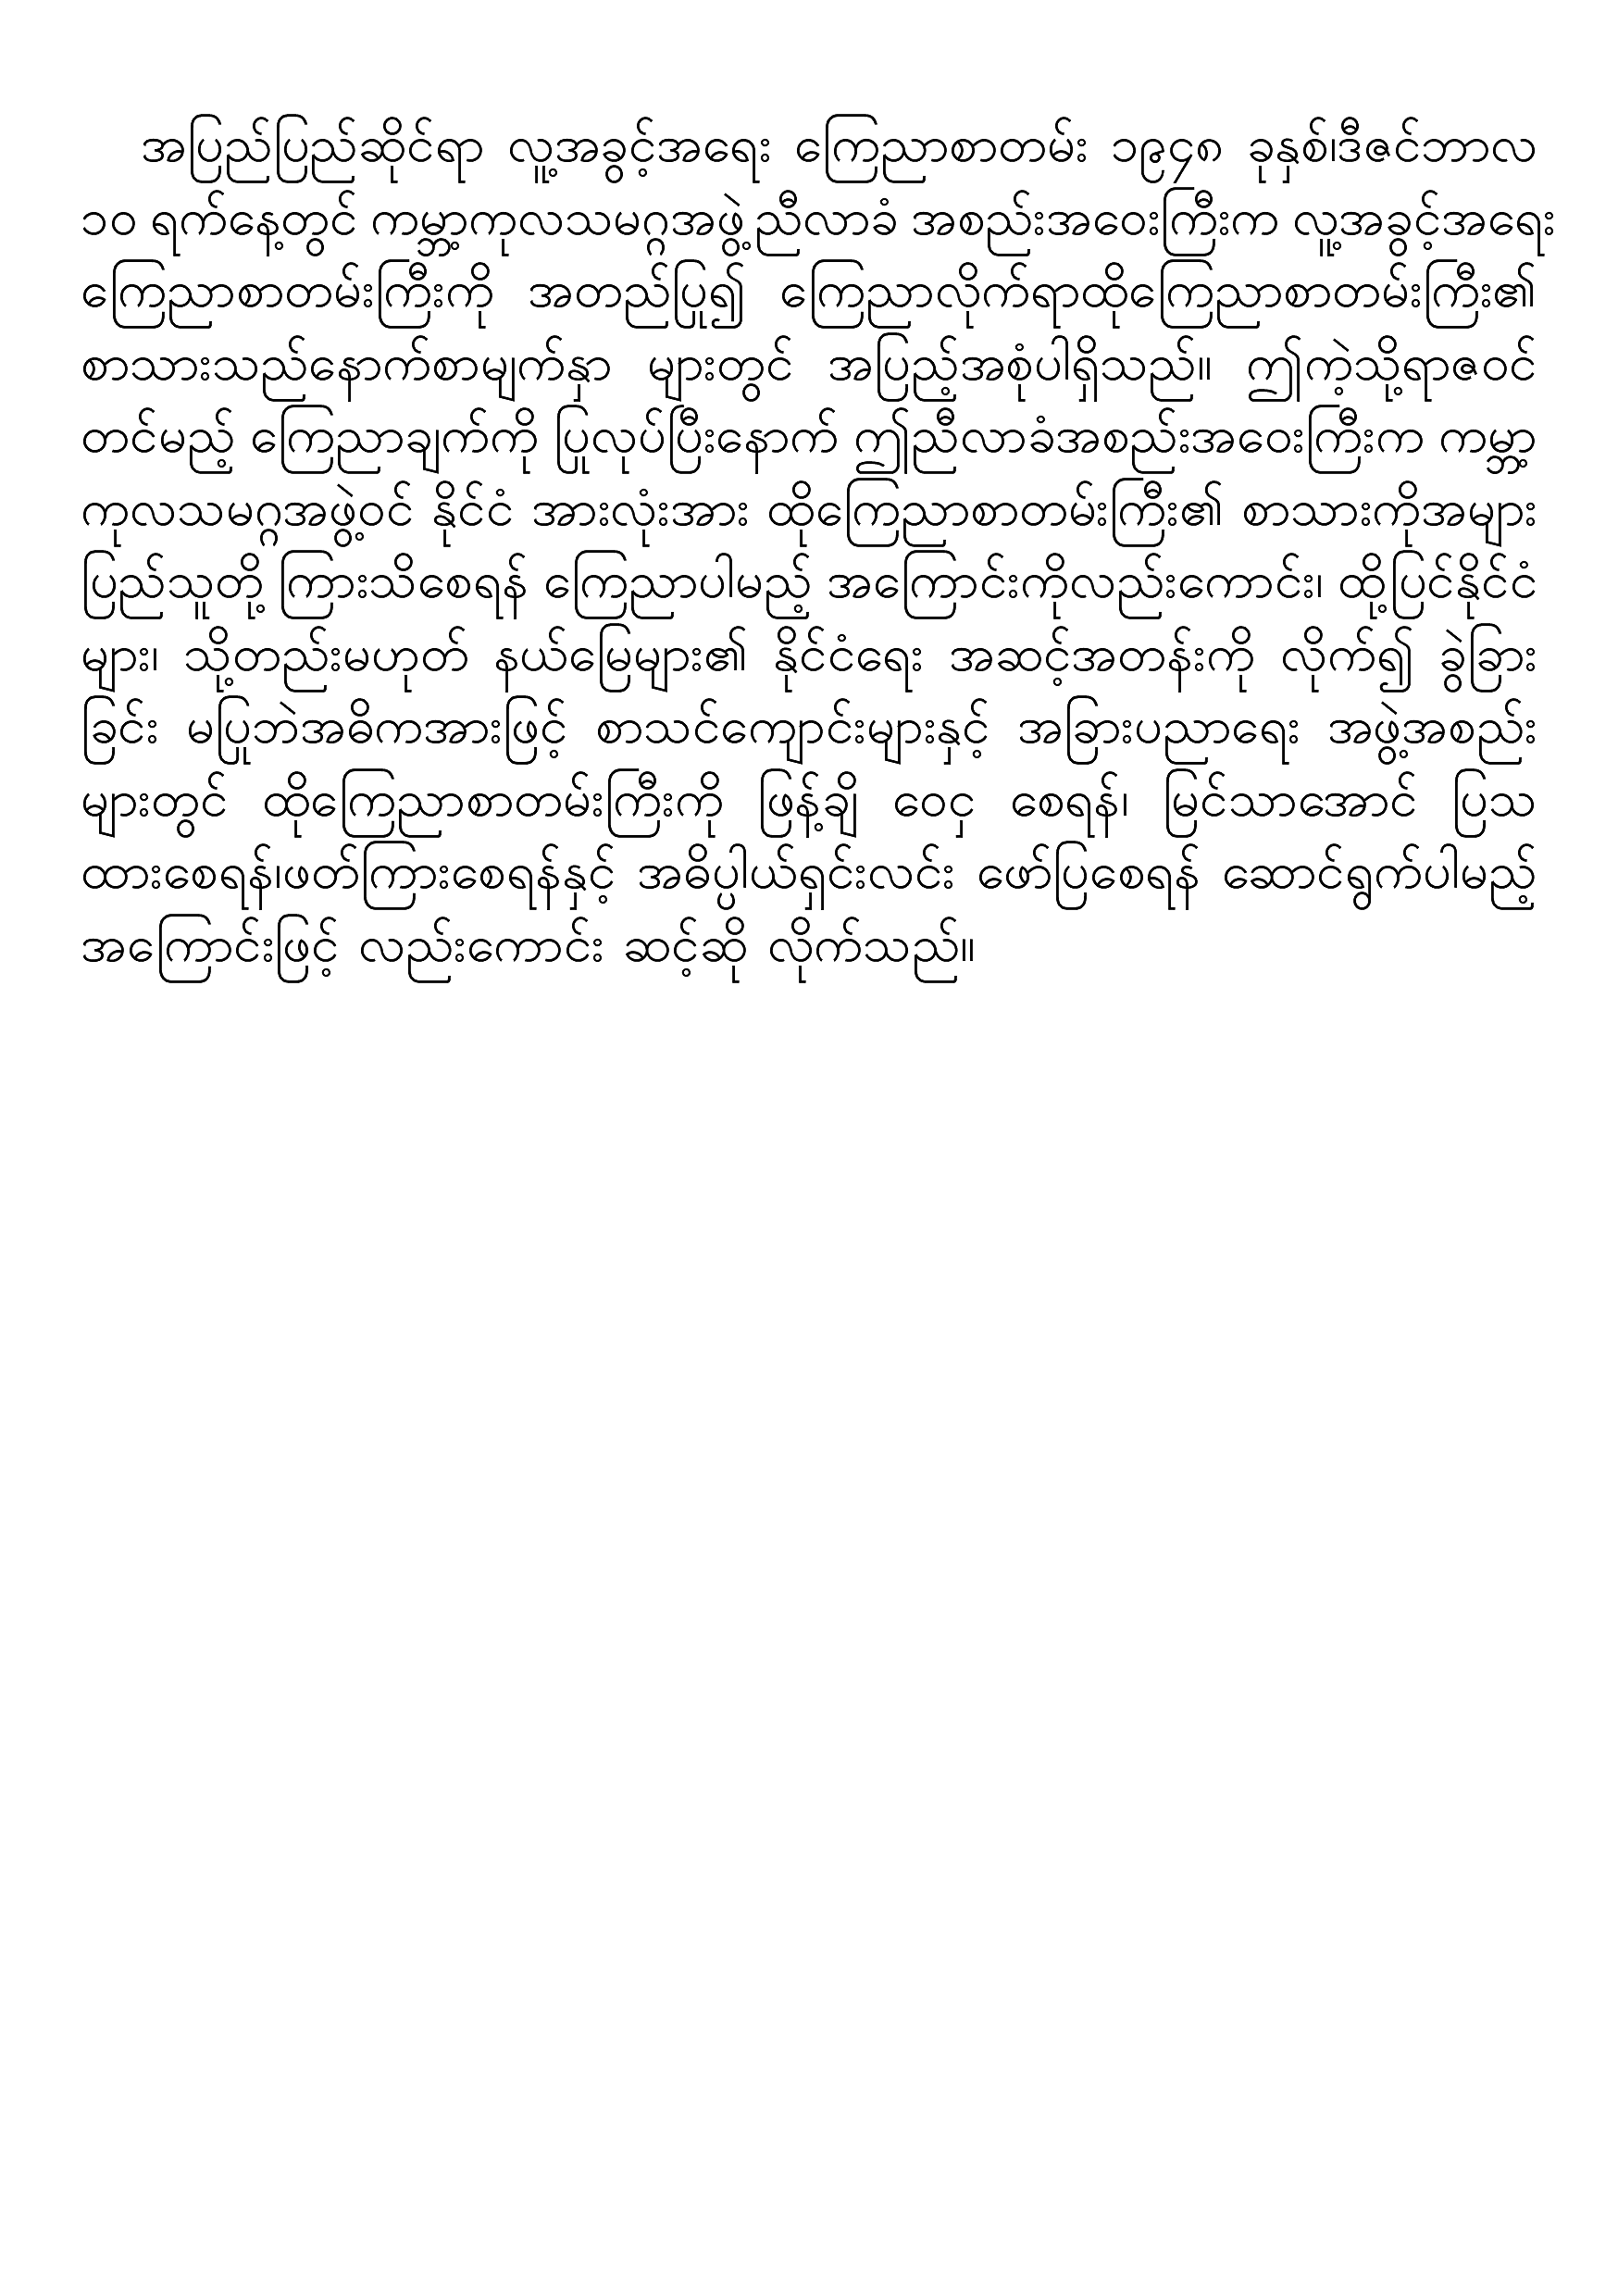 အပြည်ပြည်ဆိုင်ရာ လူ့အခွင့်အရေး ကြေညာစာတမ်း ၁၉၄၈ ခုနှစ်၊ဒီဇင်ဘာလ
၁၀ ရက်နေ့တွင် ကမ္ဘာ့ကုလသမဂ္ဂအဖွဲ့ညီလာခံ အစည်းအဝေးကြီးက လူ့အခွင့်အရေး
ကြေညာစာတမ်းကြီးကို အတည်ပြု၍ ကြေညာလိုက်ရာထိုကြေညာစာတမ်းကြီး၏
စာသားသည်နောက်စာမျက်နှာ များတွင် အပြည့်အစုံပါရှိသည်။ ဤကဲ့သို့ရာဇဝင်
တင်မည့် ကြေညာချက်ကို ပြုလုပ်ပြီးနောက် ဤညီလာခံအစည်းအဝေးကြီးက ကမ္ဘာ့
ကုလသမဂ္ဂအဖွဲ့ဝင် နိုင်ငံ အားလုံးအား ထိုကြေညာစာတမ်းကြီး၏ စာသားကိုအများ
ပြည်သူတို့ ကြားသိစေရန် ကြေညာပါမည့် အကြောင်းကိုလည်းကောင်း၊ ထို့ပြင်နိုင်ငံ
များ၊ သို့တည်းမဟုတ် နယ်မြေများ၏ နိုင်ငံရေး အဆင့်အတန်းကို လိုက်၍ ခွဲခြား
ခြင်း မပြုဘဲအဓိကအားဖြင့် စာသင်ကျောင်းများနှင့် အခြားပညာရေး အဖွဲ့အစည်း
များတွင် ထိုကြေညာစာတမ်းကြီးကို ဖြန့်ချိ ဝေငှ စေရန်၊ မြင်သာအောင် ပြသ
ထားစေရန်၊ဖတ်ကြားစေရန်နှင့် အဓိပ္ပါယ်ရှင်းလင်း ဖော်ပြစေရန် ဆောင်ရွက်ပါမည့်
အကြောင်းဖြင့် လည်းကောင်း ဆင့်ဆို လိုက်သည်။